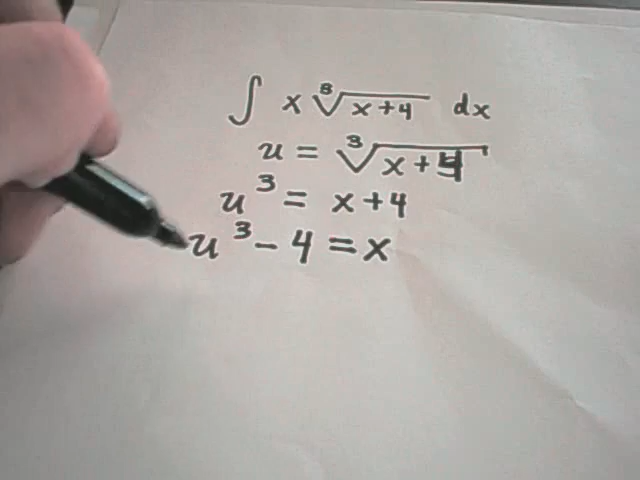 ∫ x ∛(x+4) dx
u = ∛(x+4)
u³ = x+4
u³ - 4 = x